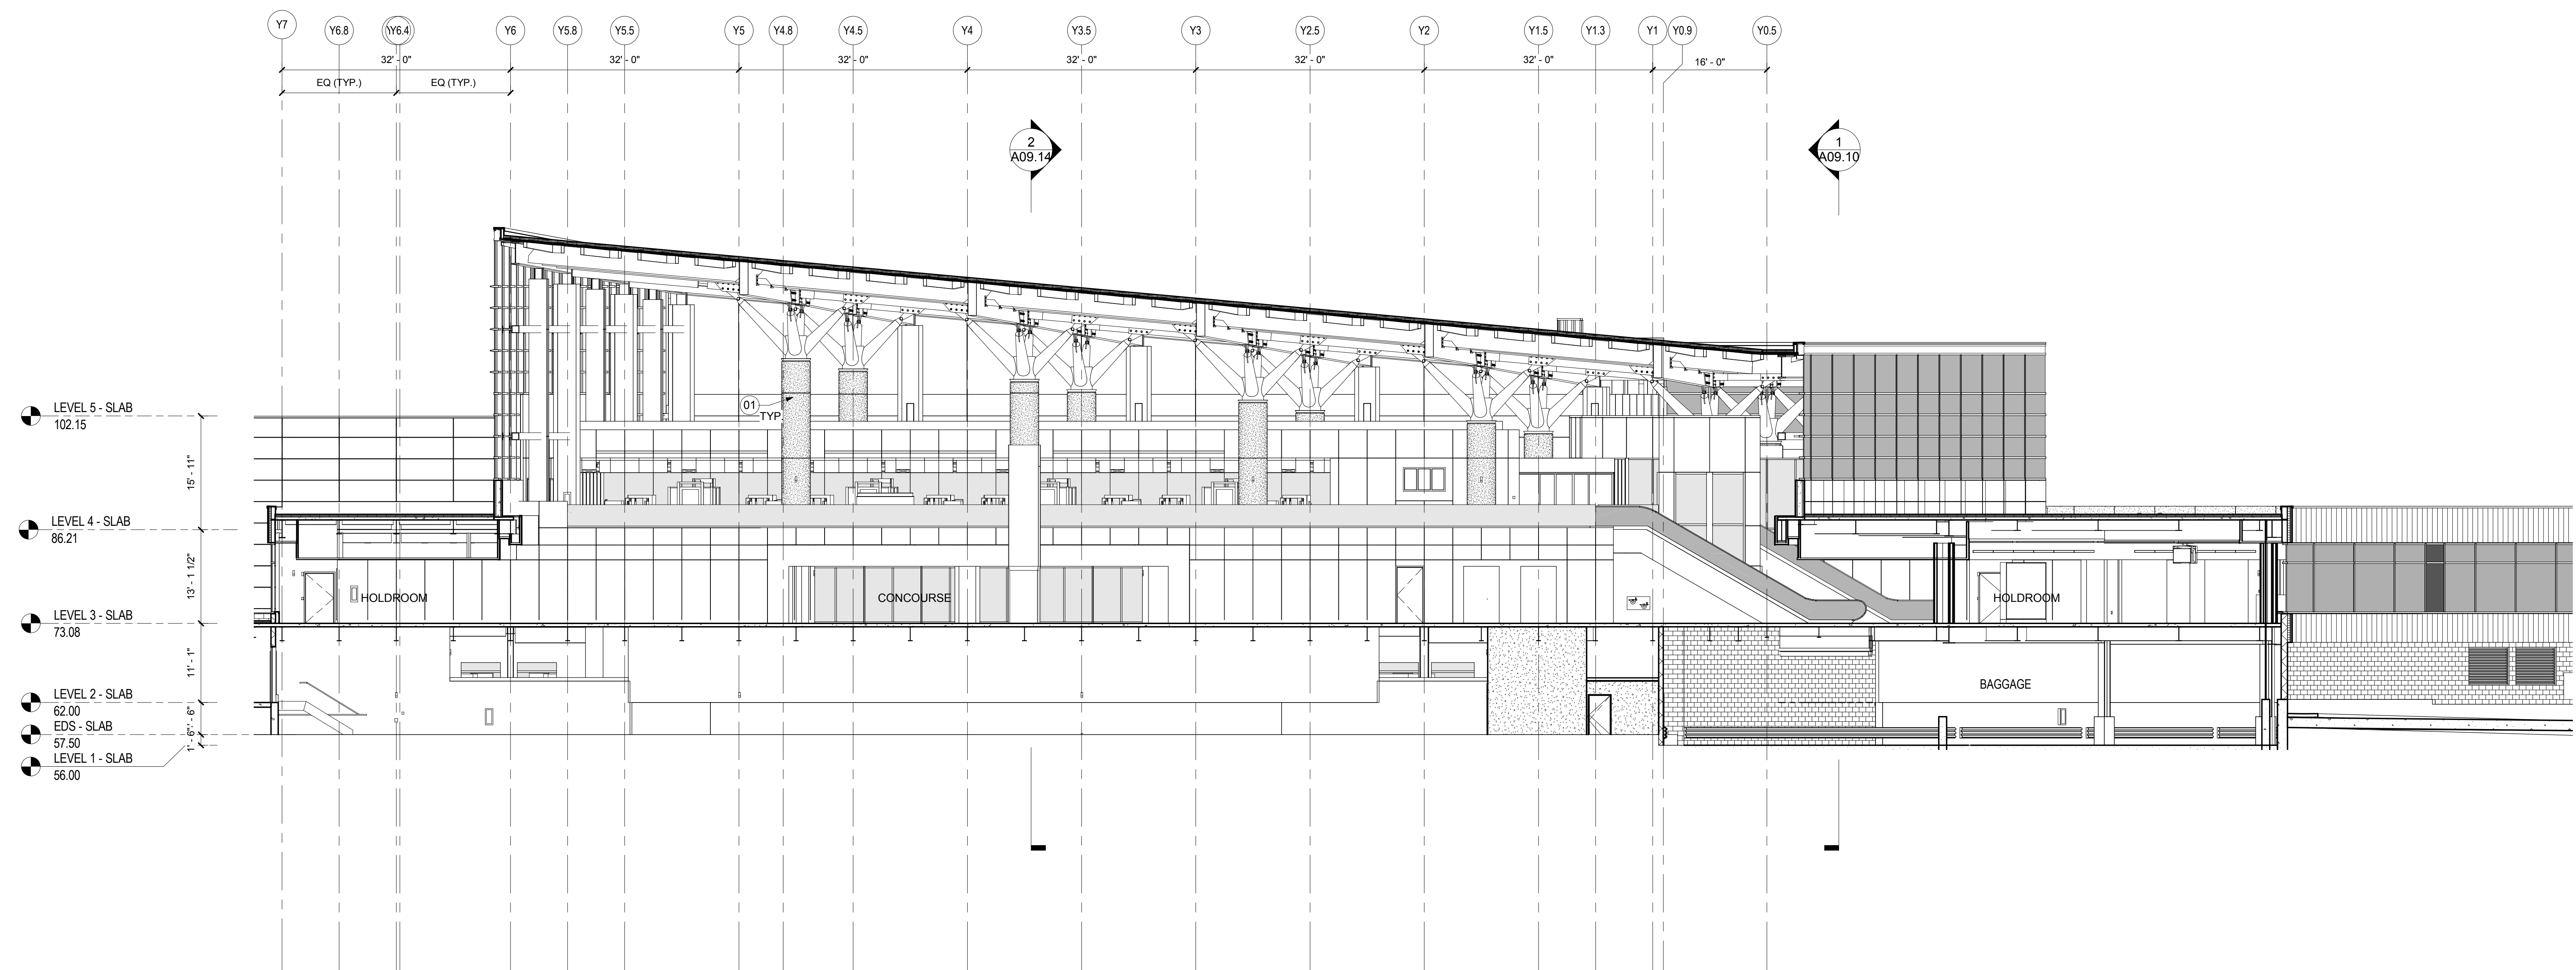 Y7
Y6.8
Y6.4
Y6
Y5.8
Y5.5
Y5
Y4.8
Y4.5
Y4
Y3.5
Y3
Y2.5
Y2
Y1.5
Y1.3
Y1
Y0.9
Y0.5
32' - 0"
32' - 0"
32' - 0"
32' - 0"
32' - 0"
32' - 0"
16' - 0"
EQ (TYP.)
EQ (TYP.)
2
A09.14
1
A09.10
01
TYP.
LEVEL 5 - SLAB
102.15
15' - 11"
LEVEL 4 - SLAB
86.21
13' - 1 1/2"
LEVEL 3 - SLAB
73.08
11' - 1"
LEVEL 2 - SLAB
62.00
EDS - SLAB
57.50
1' - 6"
LEVEL 1 - SLAB
56.00
HOLDROOM
CONCOURSE
HOLDROOM
BAGGAGE